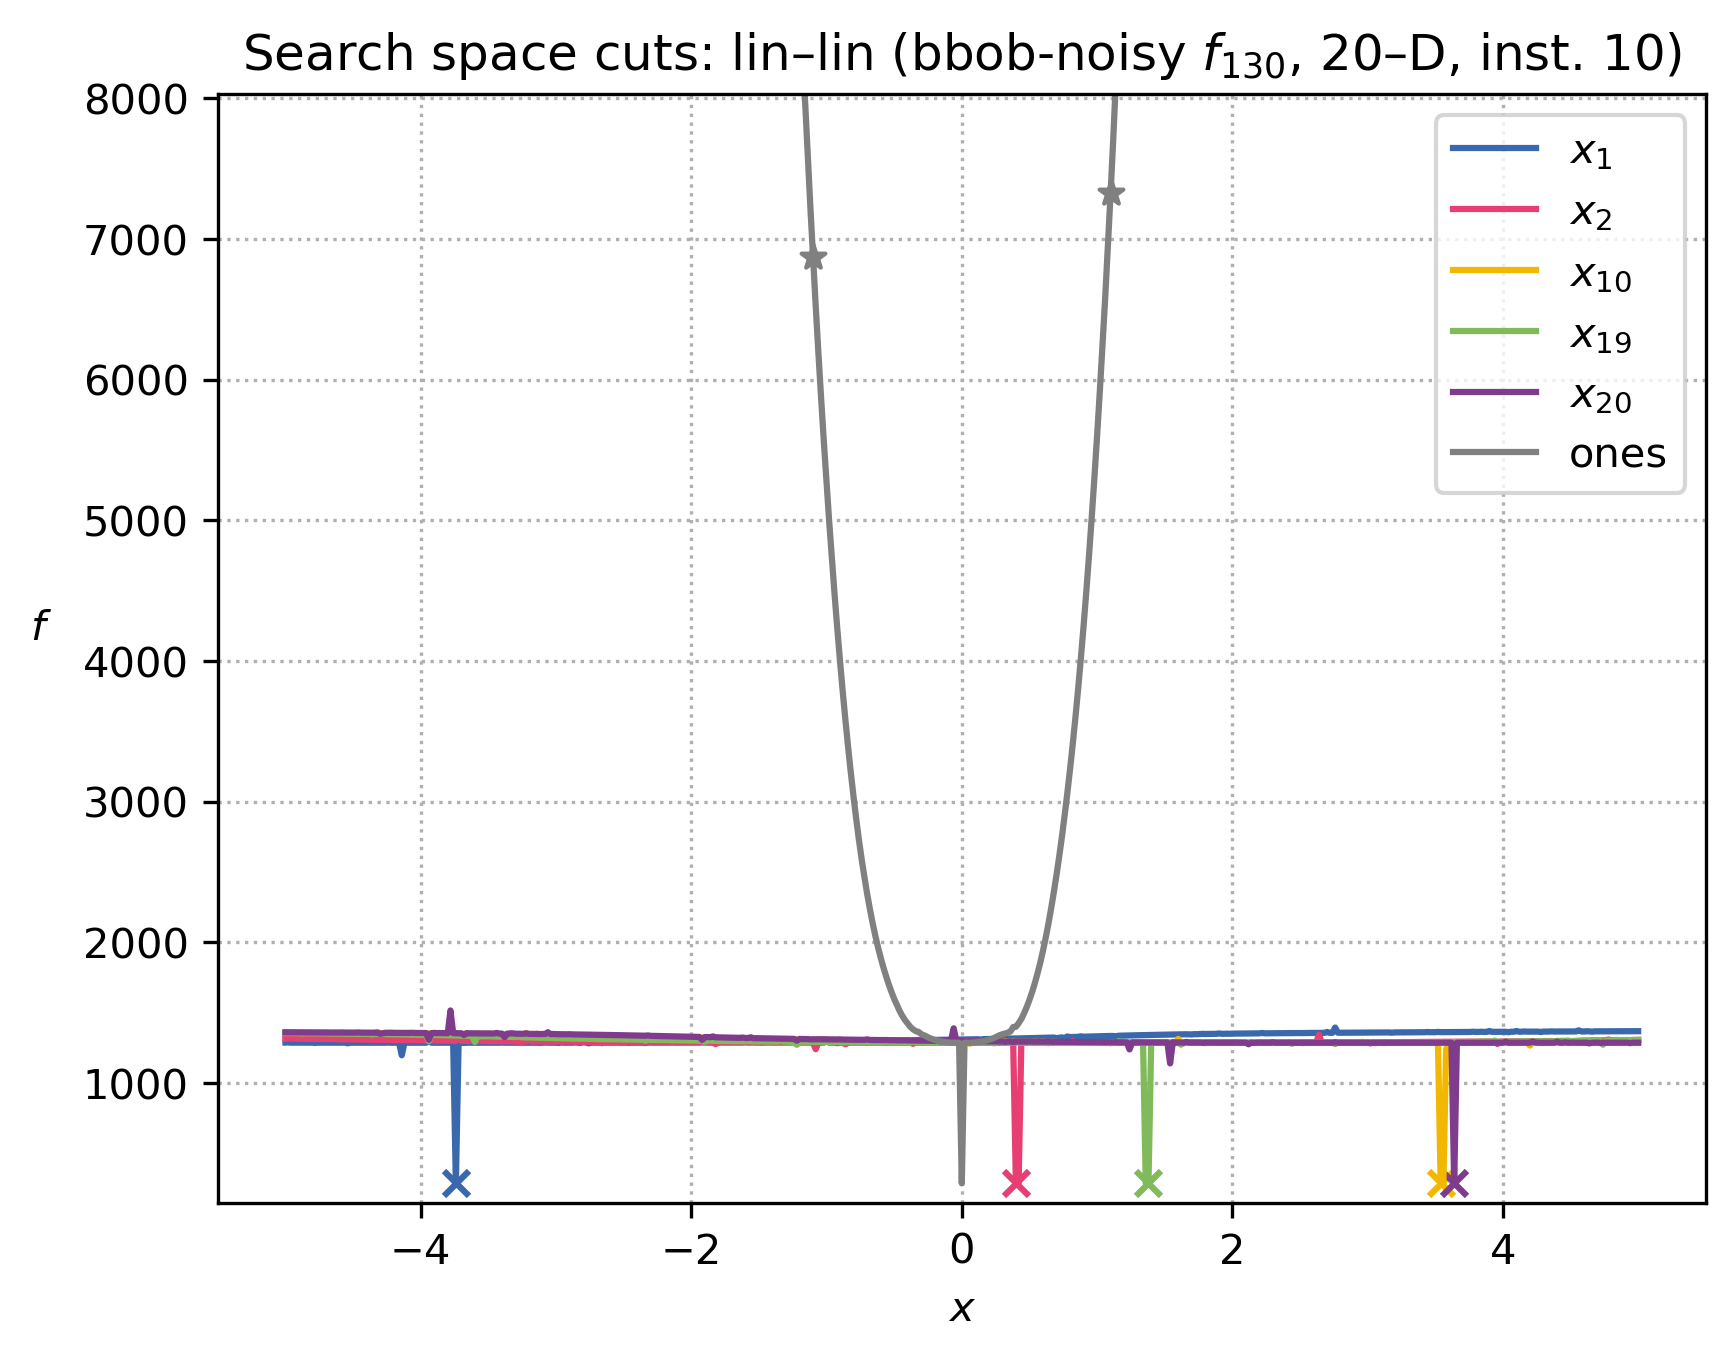 Search space cuts: lin–lin (bbob-noisy f₁₃₀, 20–D, inst. 10)
8000
7000
6000
5000
4000
3000
2000
1000
f
−4
−2
0
2
4
x
x₁
x₂
x₁₀
x₁₉
x₂₀
ones